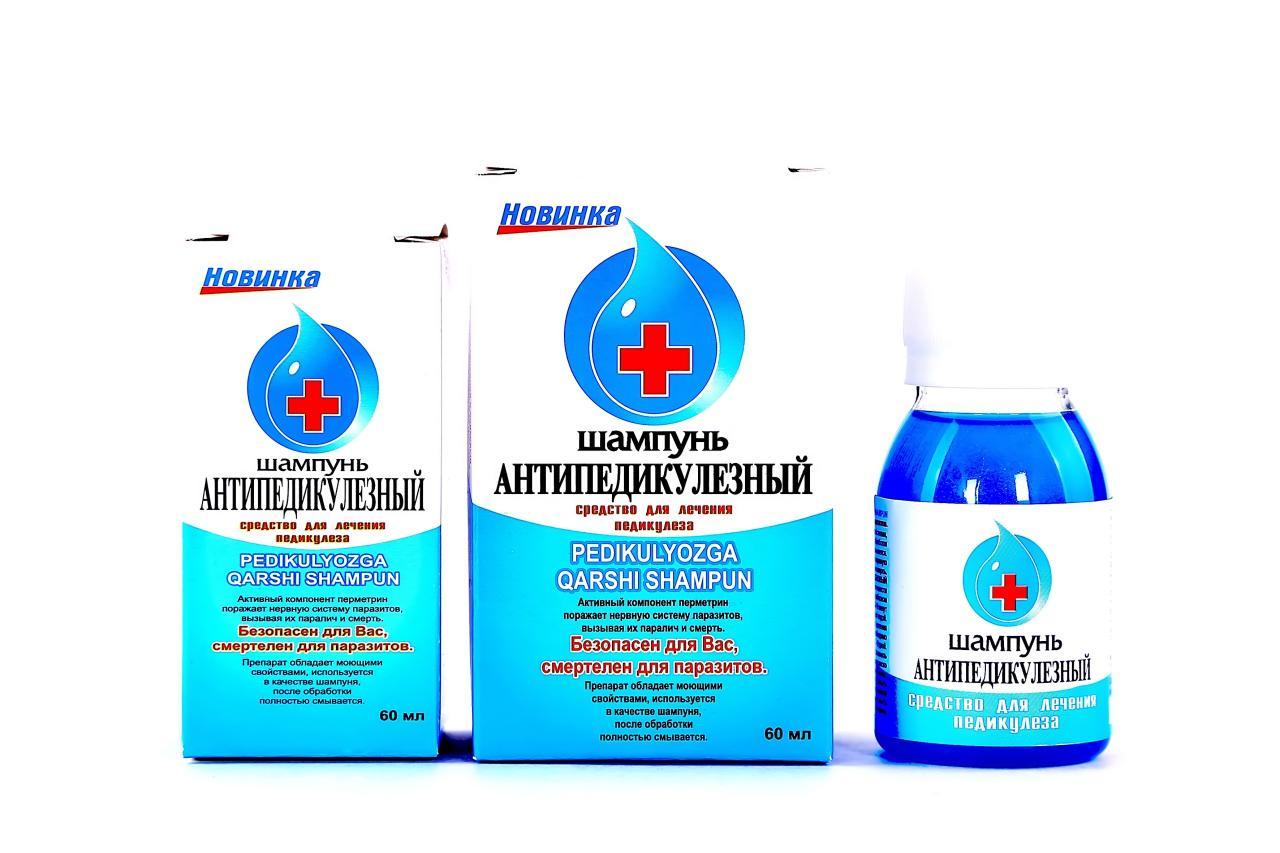 Новинка
шампунь
АНТИПЕДИКУЛЕЗНЫЙ
средство для лечения
педикулеза
PEDIKULYOZGA
QARSHI SHAMPUN
Активный компонент перметрин
поражает нервную систему паразитов,
вызывая их паралич и смерть.
Безопасен для Вас,
смертелен для паразитов.
Препарат обладает моющими
свойствами, используется
в качестве шампуня,
после обработки
полностью смывается.
60 мл
Новинка
шампунь
АНТИПЕДИКУЛЕЗНЫЙ
средство для лечения
педикулеза
PEDIKULYOZGA
QARSHI SHAMPUN
Активный компонент перметрин
поражает нервную систему паразитов,
вызывая их паралич и смерть.
Безопасен для Вас,
смертелен для паразитов.
Препарат обладает моющими
свойствами, используется
в качестве шампуня,
после обработки
полностью смывается.
60 мл
шампунь
АНТИПЕДИКУЛЕЗНЫЙ
средство для лечения
педикулеза